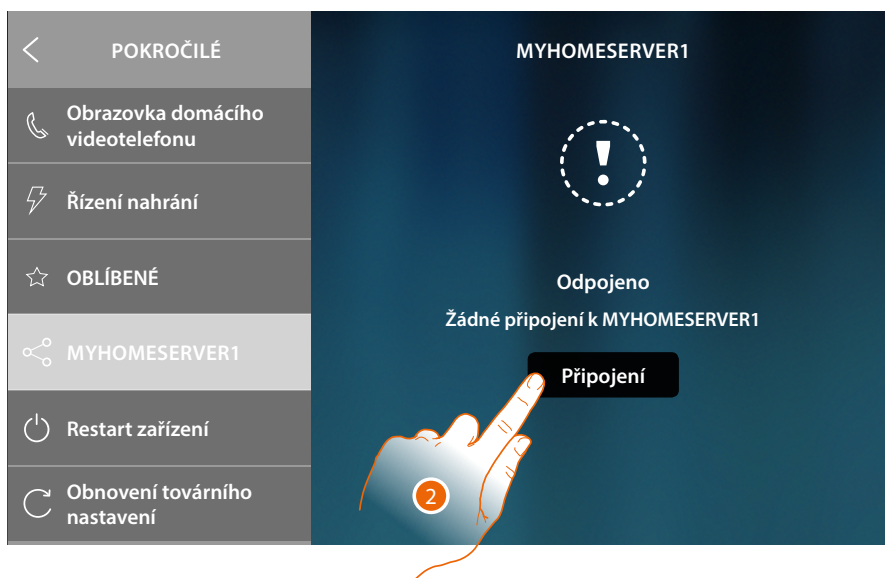 POKROČILÉ
Obrazovka domácího
videotelefonu
Řízení nahrání
OBLÍBENÉ
MYHOMESERVER1
Restart zařízení
Obnovení továrního
nastavení
MYHOMESERVER1
Odpojeno
Žádné připojení k MYHOMESERVER1
Připojení
2